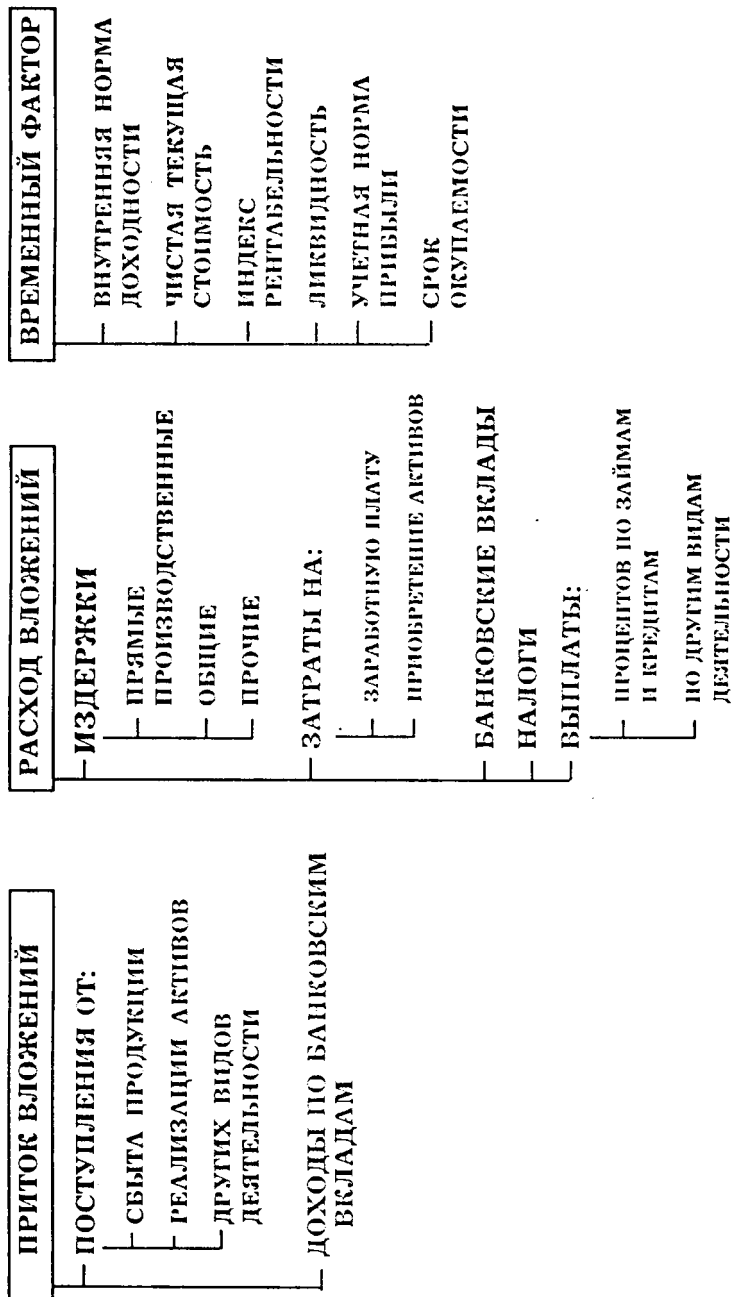 ПРИТОК ВЛОЖЕНИЙ
ПОСТУПЛЕНИЯ ОТ:
СБЫТА ПРОДУКЦИИ
РЕАЛИЗАЦИИ АКТИВОВ
ДРУГИХ ВИДОВ
ДЕЯТЕЛЬНОСТИ
ДОХОДЫ ПО БАНКОВСКИМ
ВКЛАДАМ
РАСХОД ВЛОЖЕНИЙ
ИЗДЕРЖКИ
ПРЯМЫЕ
ПРОИЗВОДСТВЕННЫЕ
ОБЩИЕ
ПРОЧИЕ
ЗАТРАТЫ НА:
ЗАРАБОТНУЮ ПЛАТУ
ПРИОБРЕТЕНИЕ АКТИВОВ
БАНКОВСКИЕ ВКЛАДЫ
НАЛОГИ
ВЫПЛАТЫ:
ПРОЦЕНТОВ ПО ЗАЙМАМ
И КРЕДИТАМ
ПО ДРУГИМ ВИДАМ
ДЕЯТЕЛЬНОСТИ
ВРЕМЕННЫЙ ФАКТОР
ВНУТРЕННЯЯ НОРМА
ДОХОДНОСТИ
ЧИСТАЯ ТЕКУЩАЯ
СТОИМОСТЬ
ИНДЕКС
РЕНТАБЕЛЬНОСТИ
ЛИКВИДНОСТЬ
УЧЕТНАЯ НОРМА
ПРИБЫЛИ
СРОК
ОКУПАЕМОСТИ